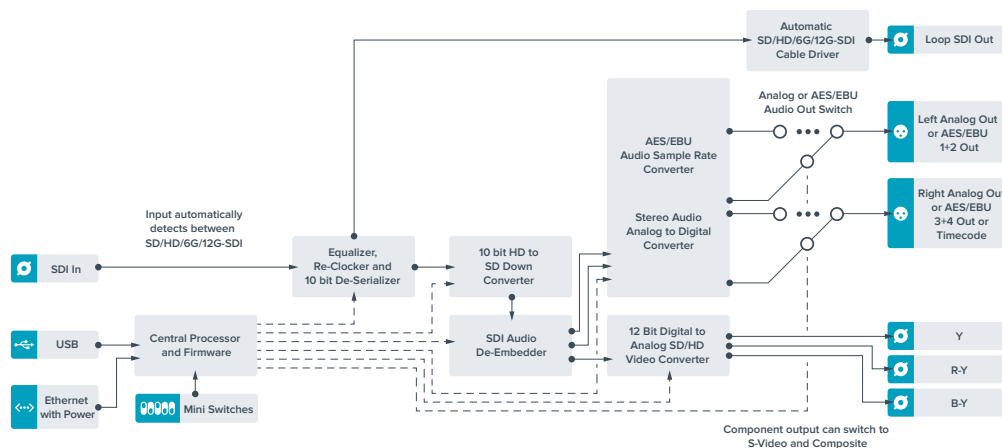 Automatic
SD/HD/6G/12G-SDI
Cable Driver
Loop SDI Out
Analog or AES/EBU
Audio Out Switch
AES/EBU
Audio Sample Rate
Converter
Left Analog Out
or AES/EBU
1+2 Out
Stereo Audio
Analog to Digital
Converter
Right Analog Out
or AES/EBU
3+4 Out or
Timecode
Input automatically
detects between
SD/HD/6G/12G-SDI
SDI In
Equalizer,
Re-Clocker and
10 bit De-Serializer
10 bit HD to
SD Down
Converter
USB
Central Processor
and Firmware
SDI Audio
De-Embedder
12 Bit Digital to
Analog SD/HD
Video Converter
Y
R-Y
B-Y
Ethernet
with Power
Mini Switches
Component output can switch to
S-Video and Composite